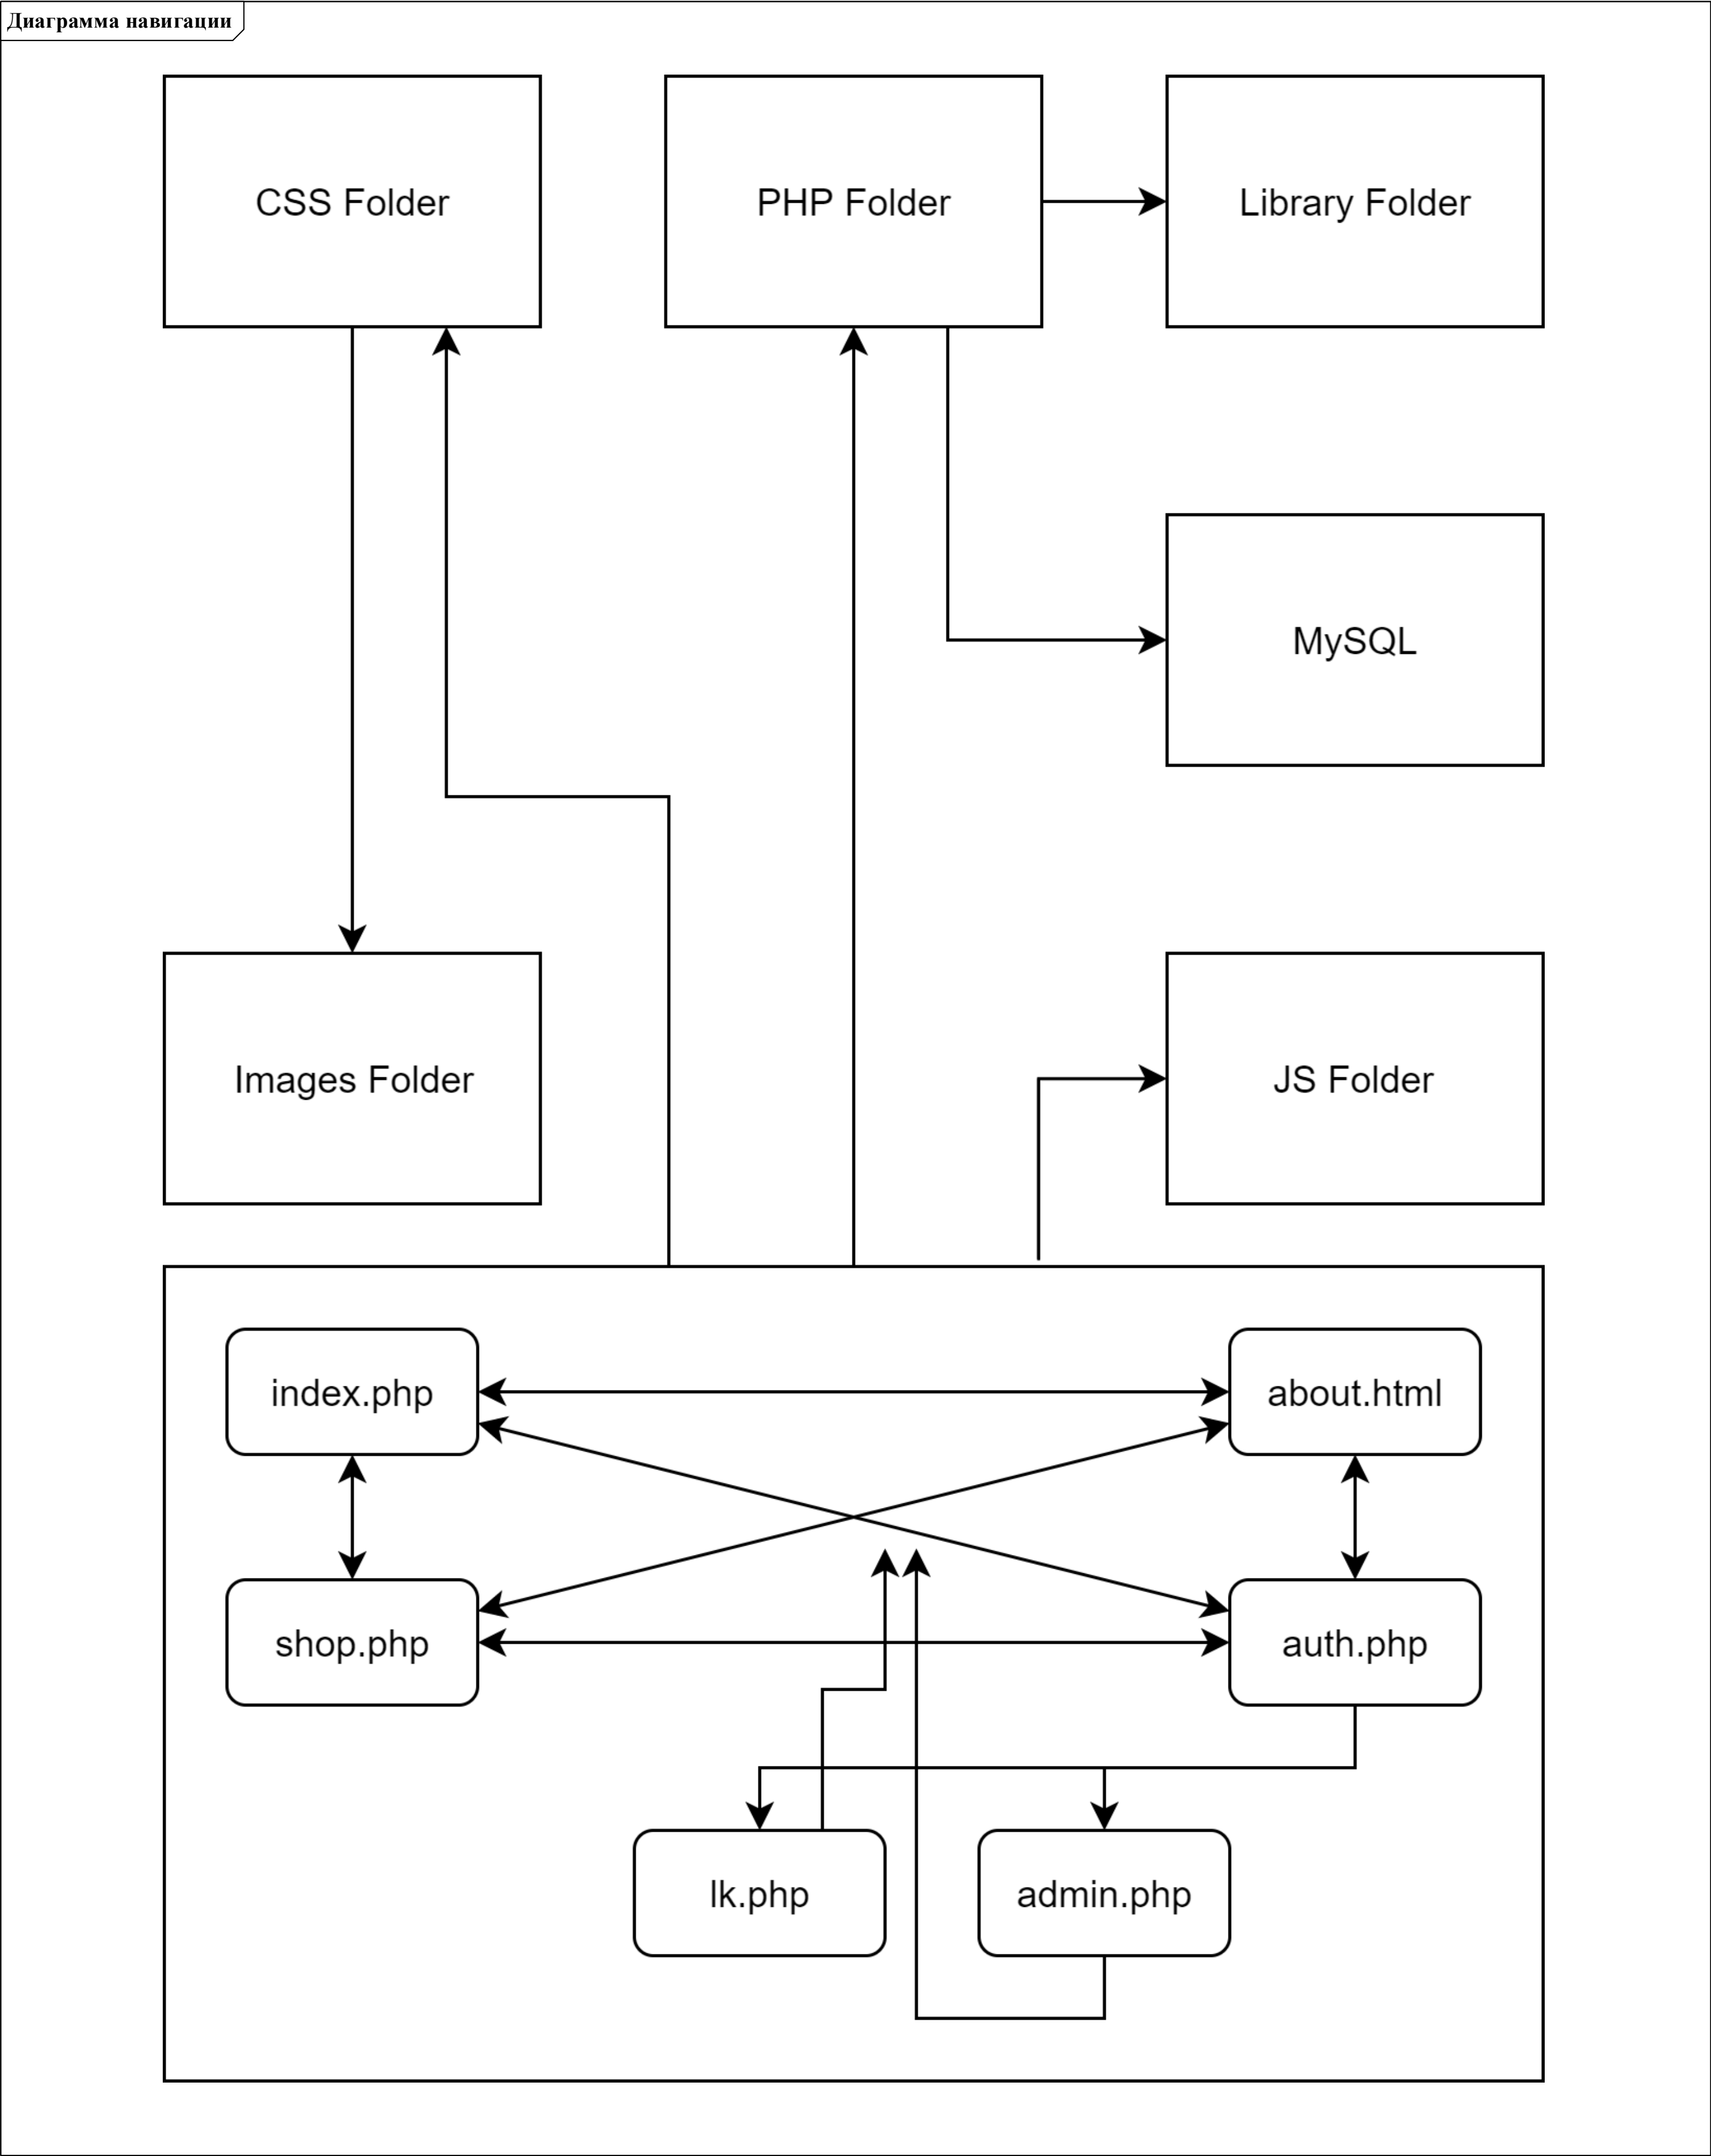 Диаграмма навигации
CSS Folder
PHP Folder
Library Folder
MySQL
Images Folder
JS Folder
index.php
about.html
shop.php
auth.php
lk.php
admin.php